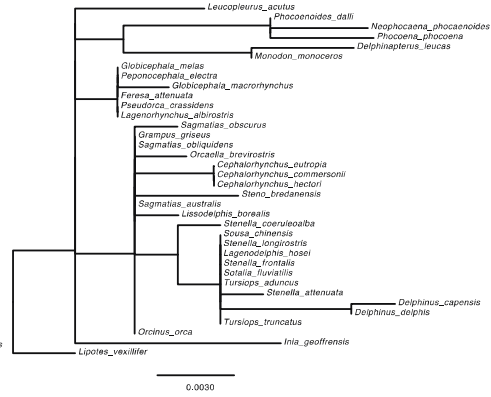 Leucopleurus_acutus
Phocoenoides_dalli
Neophocaena_phocaenoides
Phocoena_phocoena
Delphinapterus_leucas
Monodon_monoceros
Globicephala_melas
Peponocephala_electra
Globicephala_macrorhynchus
Feresa_attenuata
Pseudorca_crassidens
Lagenorhynchus_albirostris
Sagmatias_obscurus
Grampus_griseus
Sagmatias_obliquidens
Orcaella_brevirostris
Cephalorhynchus_eutropia
Cephalorhynchus_commersonii
Cephalorhynchus_hectori
Steno_bredanensis
Sagmatias_australis
Lissodelphis_borealis
Stenella_coeruleoalba
Sousa_chinensis
Stenella_longirostris
Lagenodelphis_hosei
Stenella_frontalis
Sotalia_fluviatilis
Tursiops_aduncus
Stenella_attenuata
Delphinus_capensis
Delphinus_delphis
Tursiops_truncatus
Orcinus_orca
Inia_geoffrensis
s
Lipotes_vexillifer
0.0030